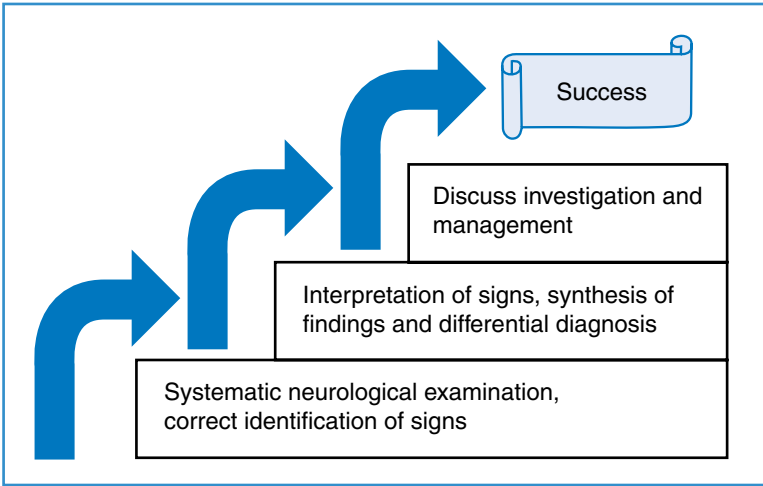 Success
Discuss investigation and
management
Interpretation of signs, synthesis of
findings and differential diagnosis
Systematic neurological examination,
correct identification of signs